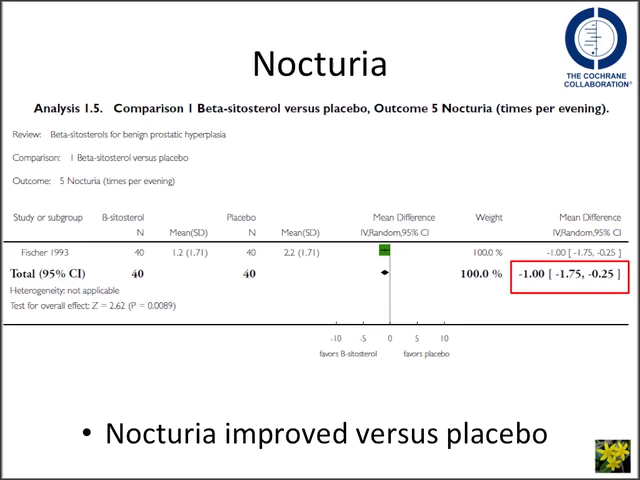 Nocturia
THE COCHRANE
COLLABORATION®
Analysis 1.5. Comparison 1 Beta-sitosterol versus placebo, Outcome 5 Nocturia (times per evening).
Review: Beta-sitosterols for benign prostatic hyperplasia
Comparison: 1 Beta-sitosterol versus placebo
Outcome: 5 Nocturia (times per evening)
Study or subgroup B-sitosterol Placebo Mean Difference Weight Mean Difference
N Mean(SD) N Mean(SD) IV,Random,95% CI IV,Random,95% CI
Fischer 1993 40 1.2 (1.71) 40 2.2 (1.71) 100.0 % -1.00 [ -1.75, -0.25 ]
Total (95% CI) 40 40 100.0 % -1.00 [ -1.75, -0.25 ]
Heterogeneity: not applicable
Test for overall effect: Z = 2.62 (P = 0.0089)
-10 -5 0 5 10
favors B-sitosterol favors placebo
• Nocturia improved versus placebo